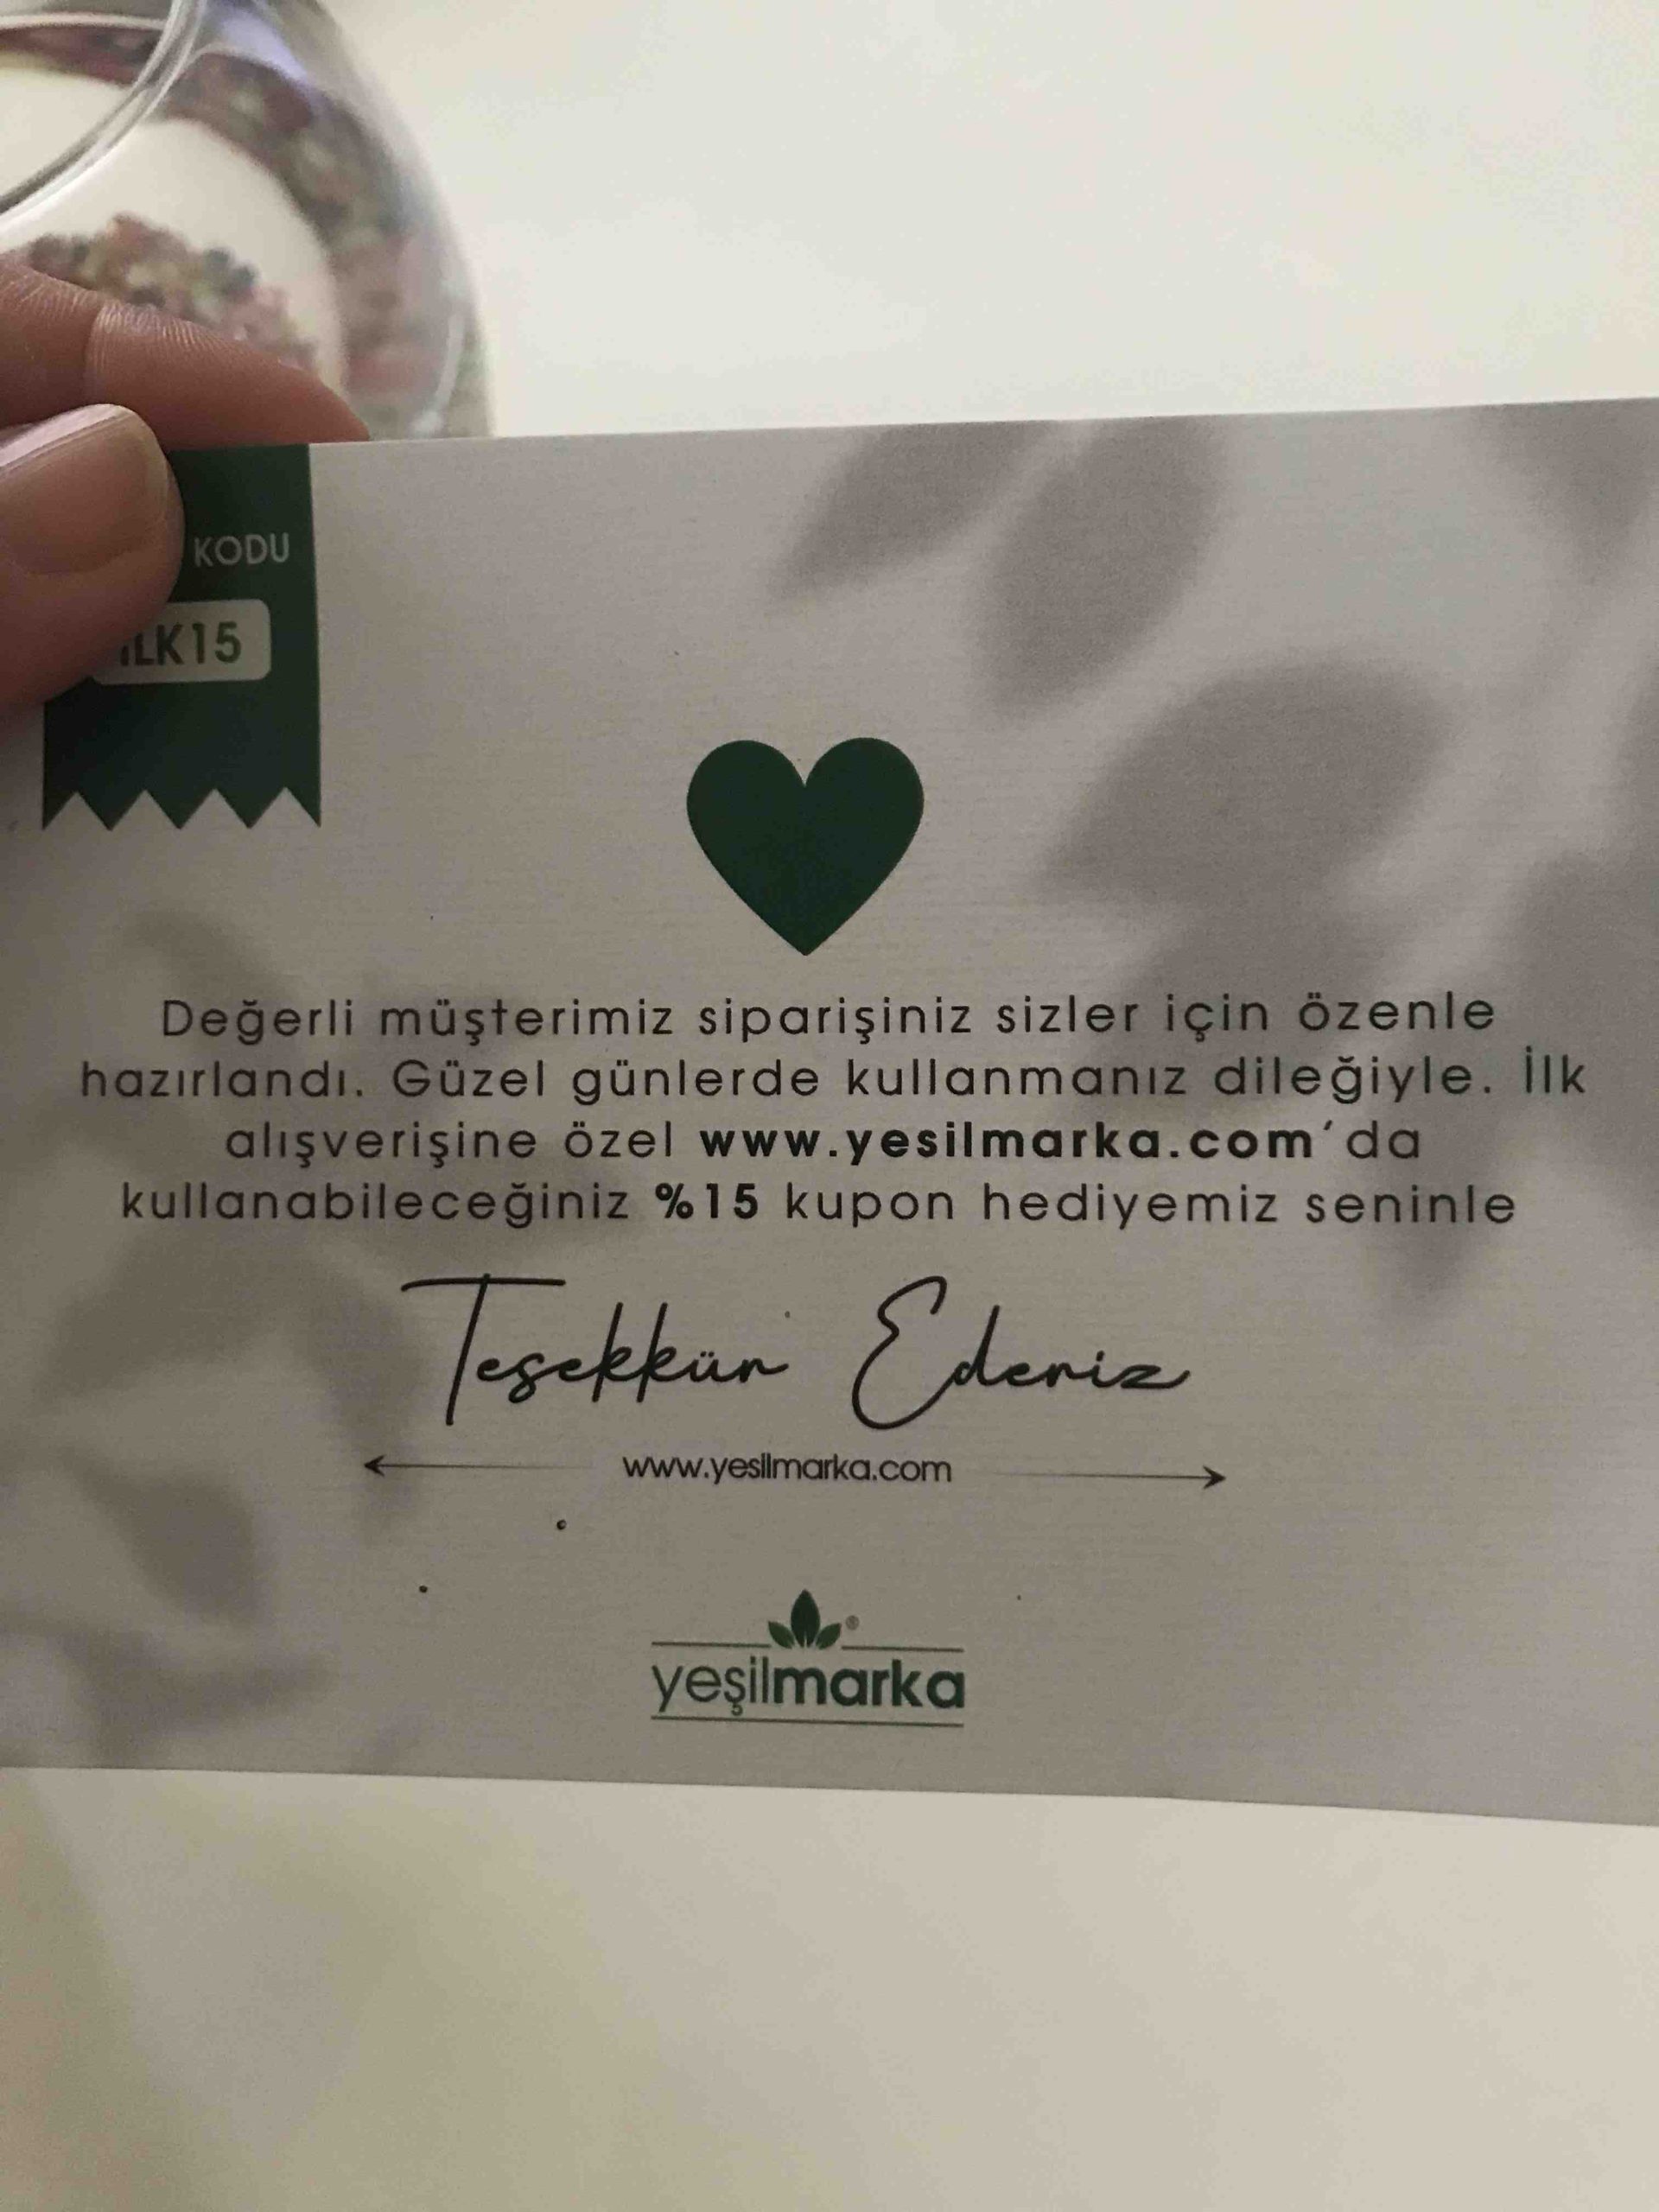 KODU
İLK15
Değerli müşterimiz siparişiniz sizler için özenle
hazırlandı. Güzel günlerde kullanmanız dileğiyle. İlk
alışverişine özel www.yesilmarka.com'da
kullanabileceğiniz %15 kupon hediyemiz seninle
Teşekkür Ederiz
www.yesilmarka.com
yeşilmarka